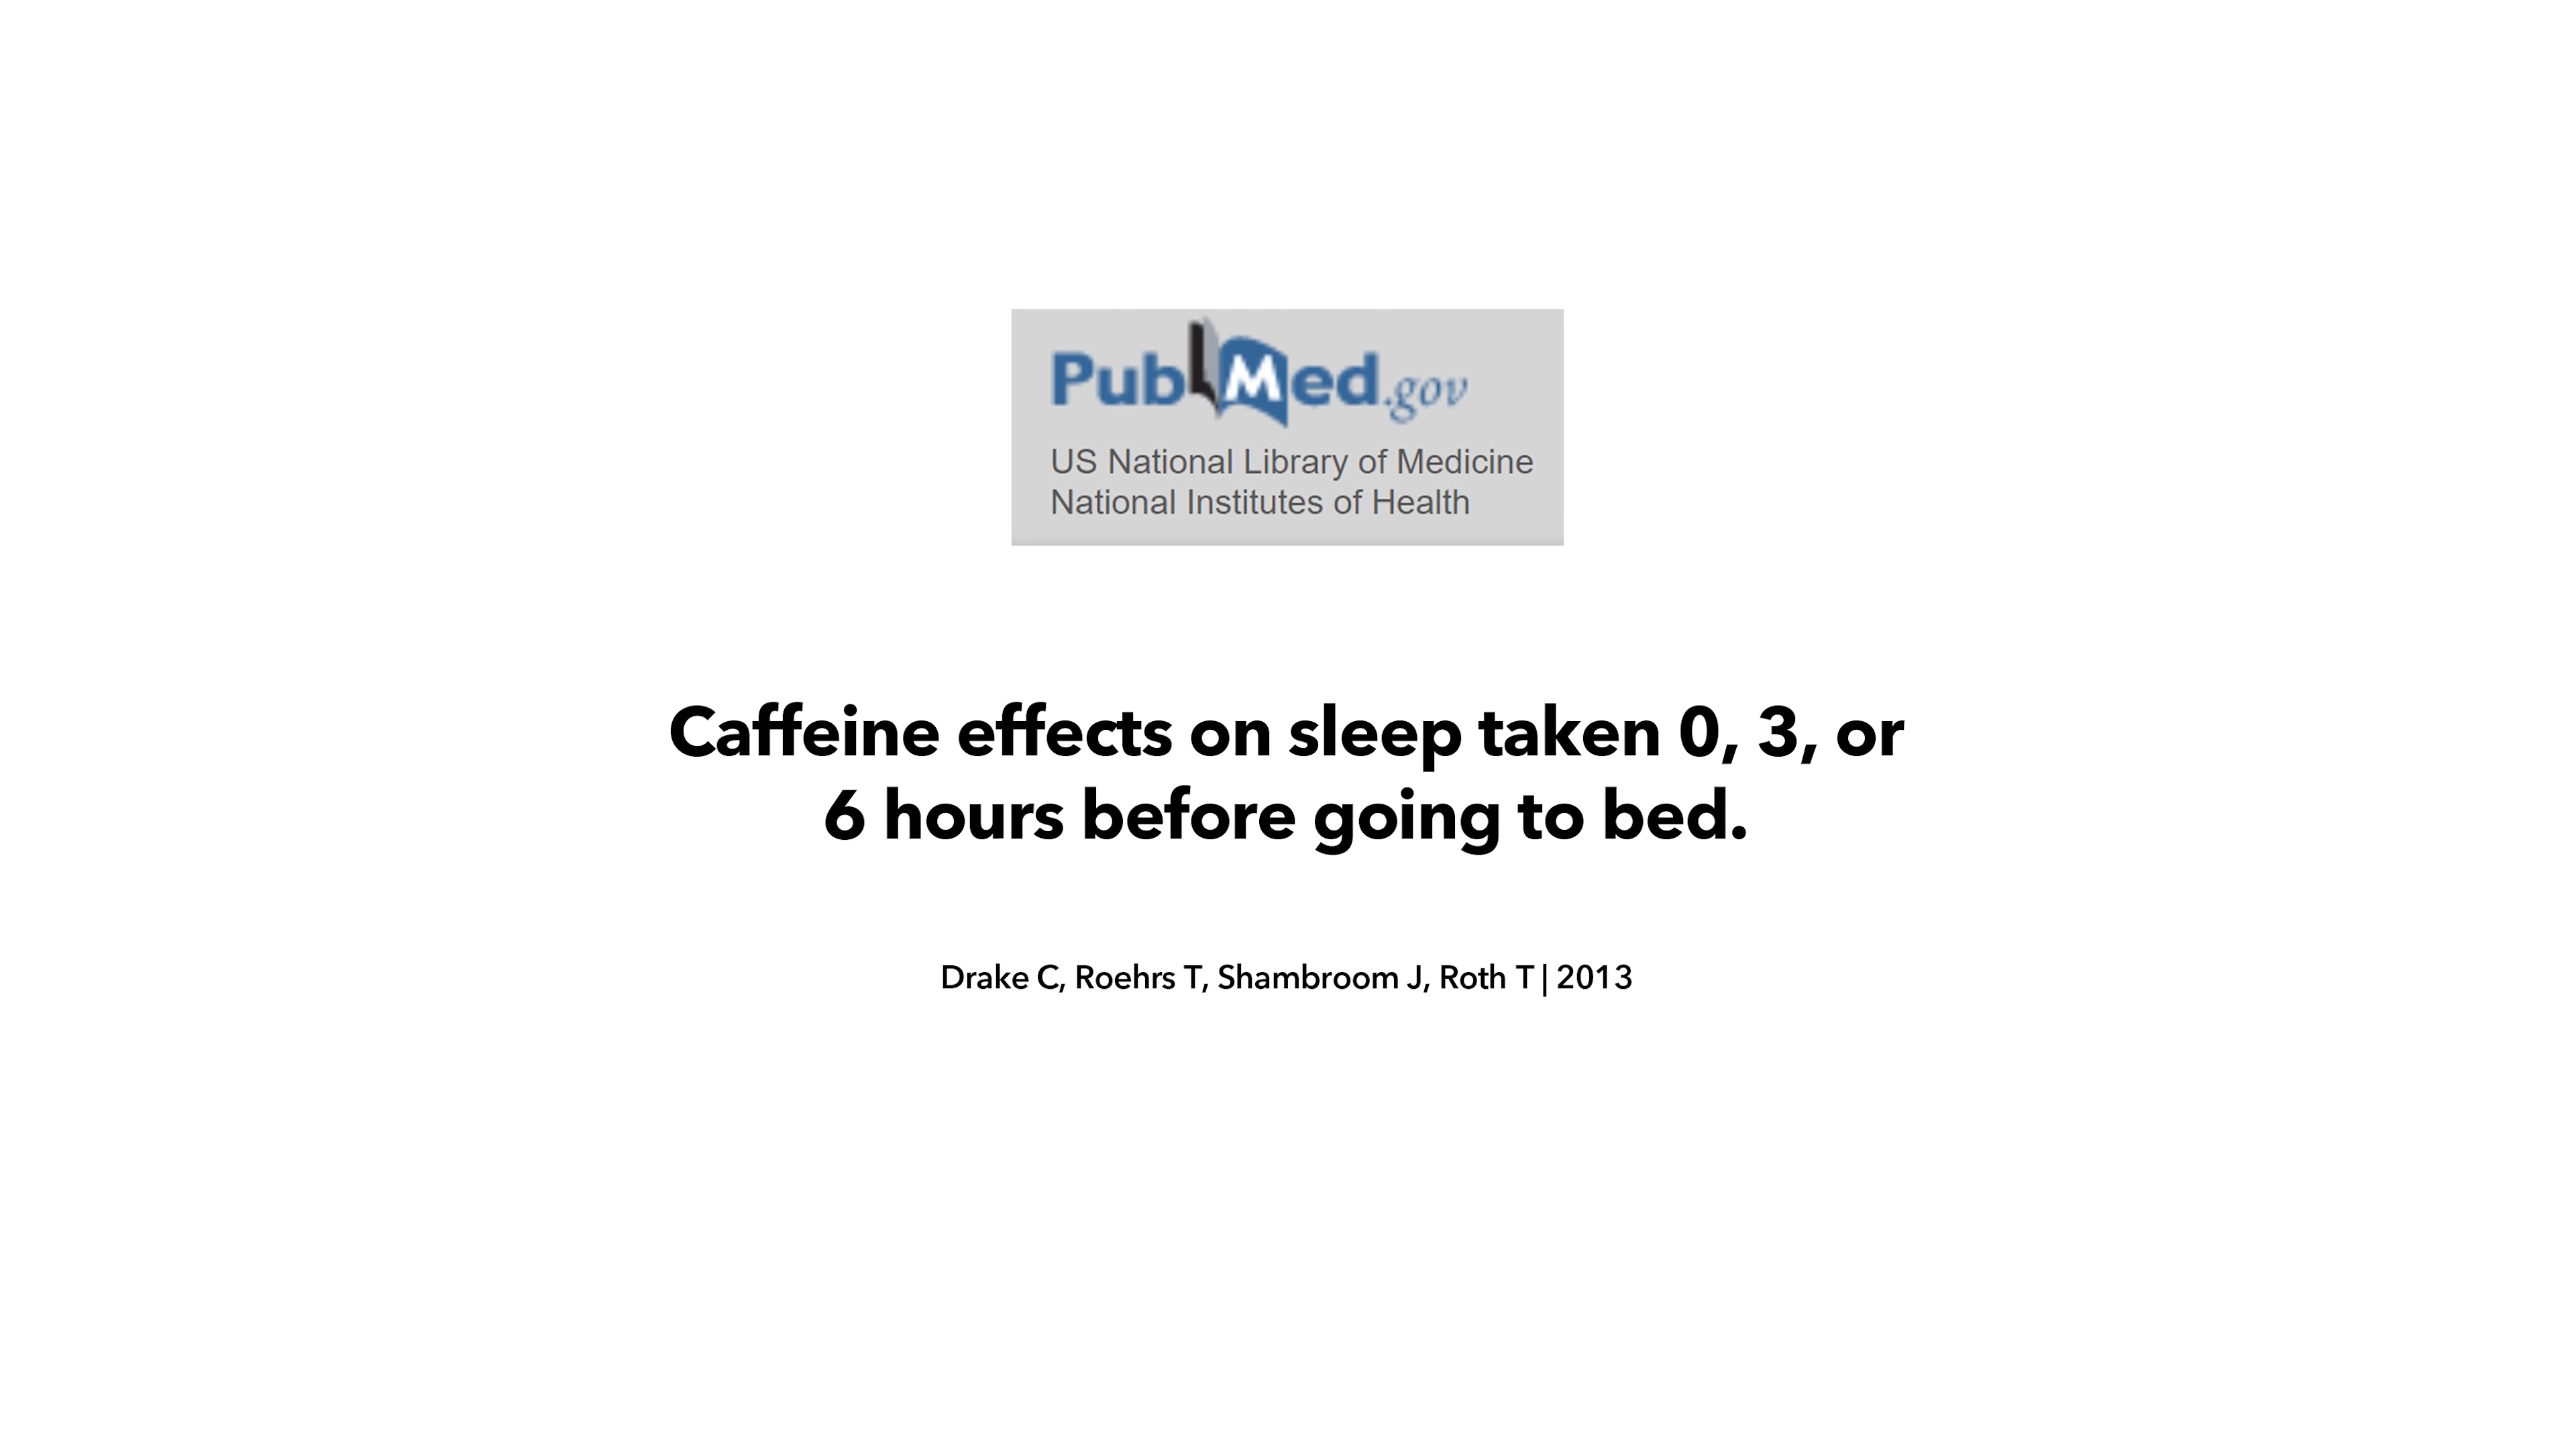 PubMed.gov
US National Library of Medicine
National Institutes of Health
Caffeine effects on sleep taken 0, 3, or
6 hours before going to bed.
Drake C, Roehrs T, Shambroom J, Roth T | 2013